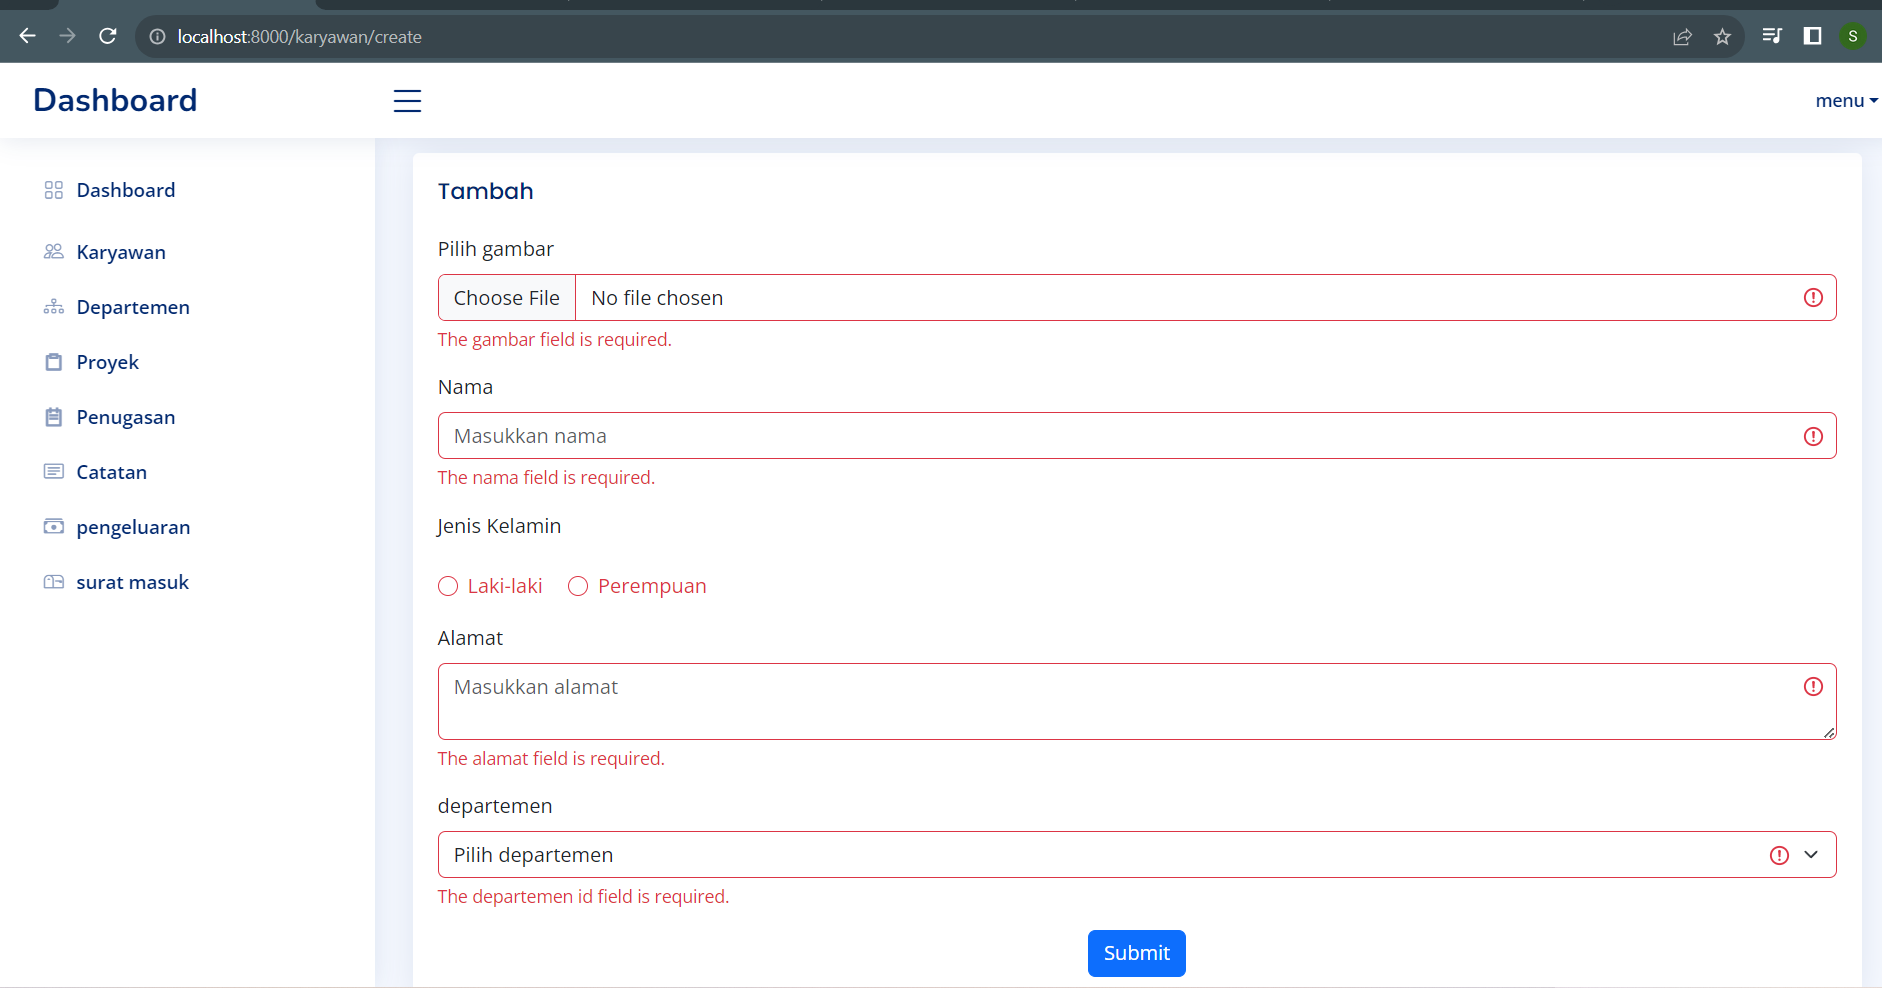 localhost:8000/karyawan/create
S
Dashboard
menu
Dashboard
Karyawan
Departemen
Proyek
Penugasan
Catatan
pengeluaran
surat masuk
Tambah
Pilih gambar
Choose File No file chosen
The gambar field is required.
Nama
Masukkan nama
The nama field is required.
Jenis Kelamin
Laki-laki Perempuan
Alamat
Masukkan alamat
The alamat field is required.
departemen
Pilih departemen
The departemen id field is required.
Submit